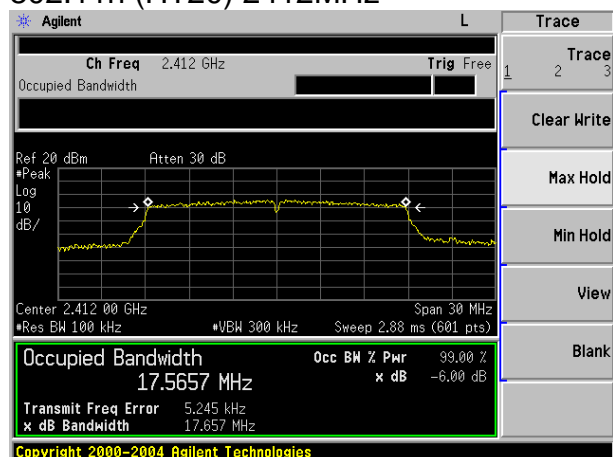 Agilent L Trace
Ch Freq 2.412 GHz Trig Free
Occupied Bandwidth
Trace
1 2 3
Clear Write
Max Hold
Min Hold
View
Blank
Ref 20 dBm Atten 30 dB
#Peak
Log
10
dB/
Center 2.412 00 GHz Span 30 MHz
#Res BW 100 kHz #VBW 300 kHz Sweep 2.88 ms (601 pts)
Occupied Bandwidth Occ BW % Pwr 99.00 %
17.5657 MHz x dB -6.00 dB
Transmit Freq Error 5.245 kHz
x dB Bandwidth 17.657 MHz
Copyright 2000-2004 Agilent Technologies